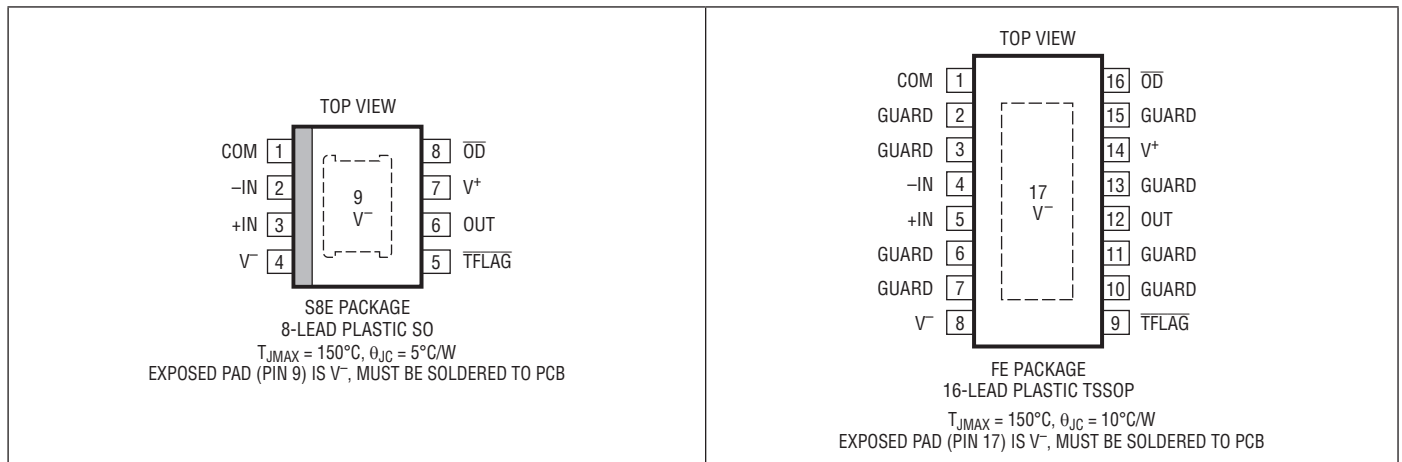 TOP VIEW
COM 1
–IN 2
+IN 3
V– 4
8 O̅D̅
7 V+
6 OUT
5 T̅F̅L̅A̅G̅
9
V–
S8E PACKAGE
8-LEAD PLASTIC SO
TJMAX = 150°C, θJC = 5°C/W
EXPOSED PAD (PIN 9) IS V–, MUST BE SOLDERED TO PCB
TOP VIEW
COM 1
GUARD 2
GUARD 3
–IN 4
+IN 5
GUARD 6
GUARD 7
V– 8
16 O̅D̅
15 GUARD
14 V+
13 GUARD
12 OUT
11 GUARD
10 GUARD
9 T̅F̅L̅A̅G̅
17
V–
FE PACKAGE
16-LEAD PLASTIC TSSOP
TJMAX = 150°C, θJC = 10°C/W
EXPOSED PAD (PIN 17) IS V–, MUST BE SOLDERED TO PCB